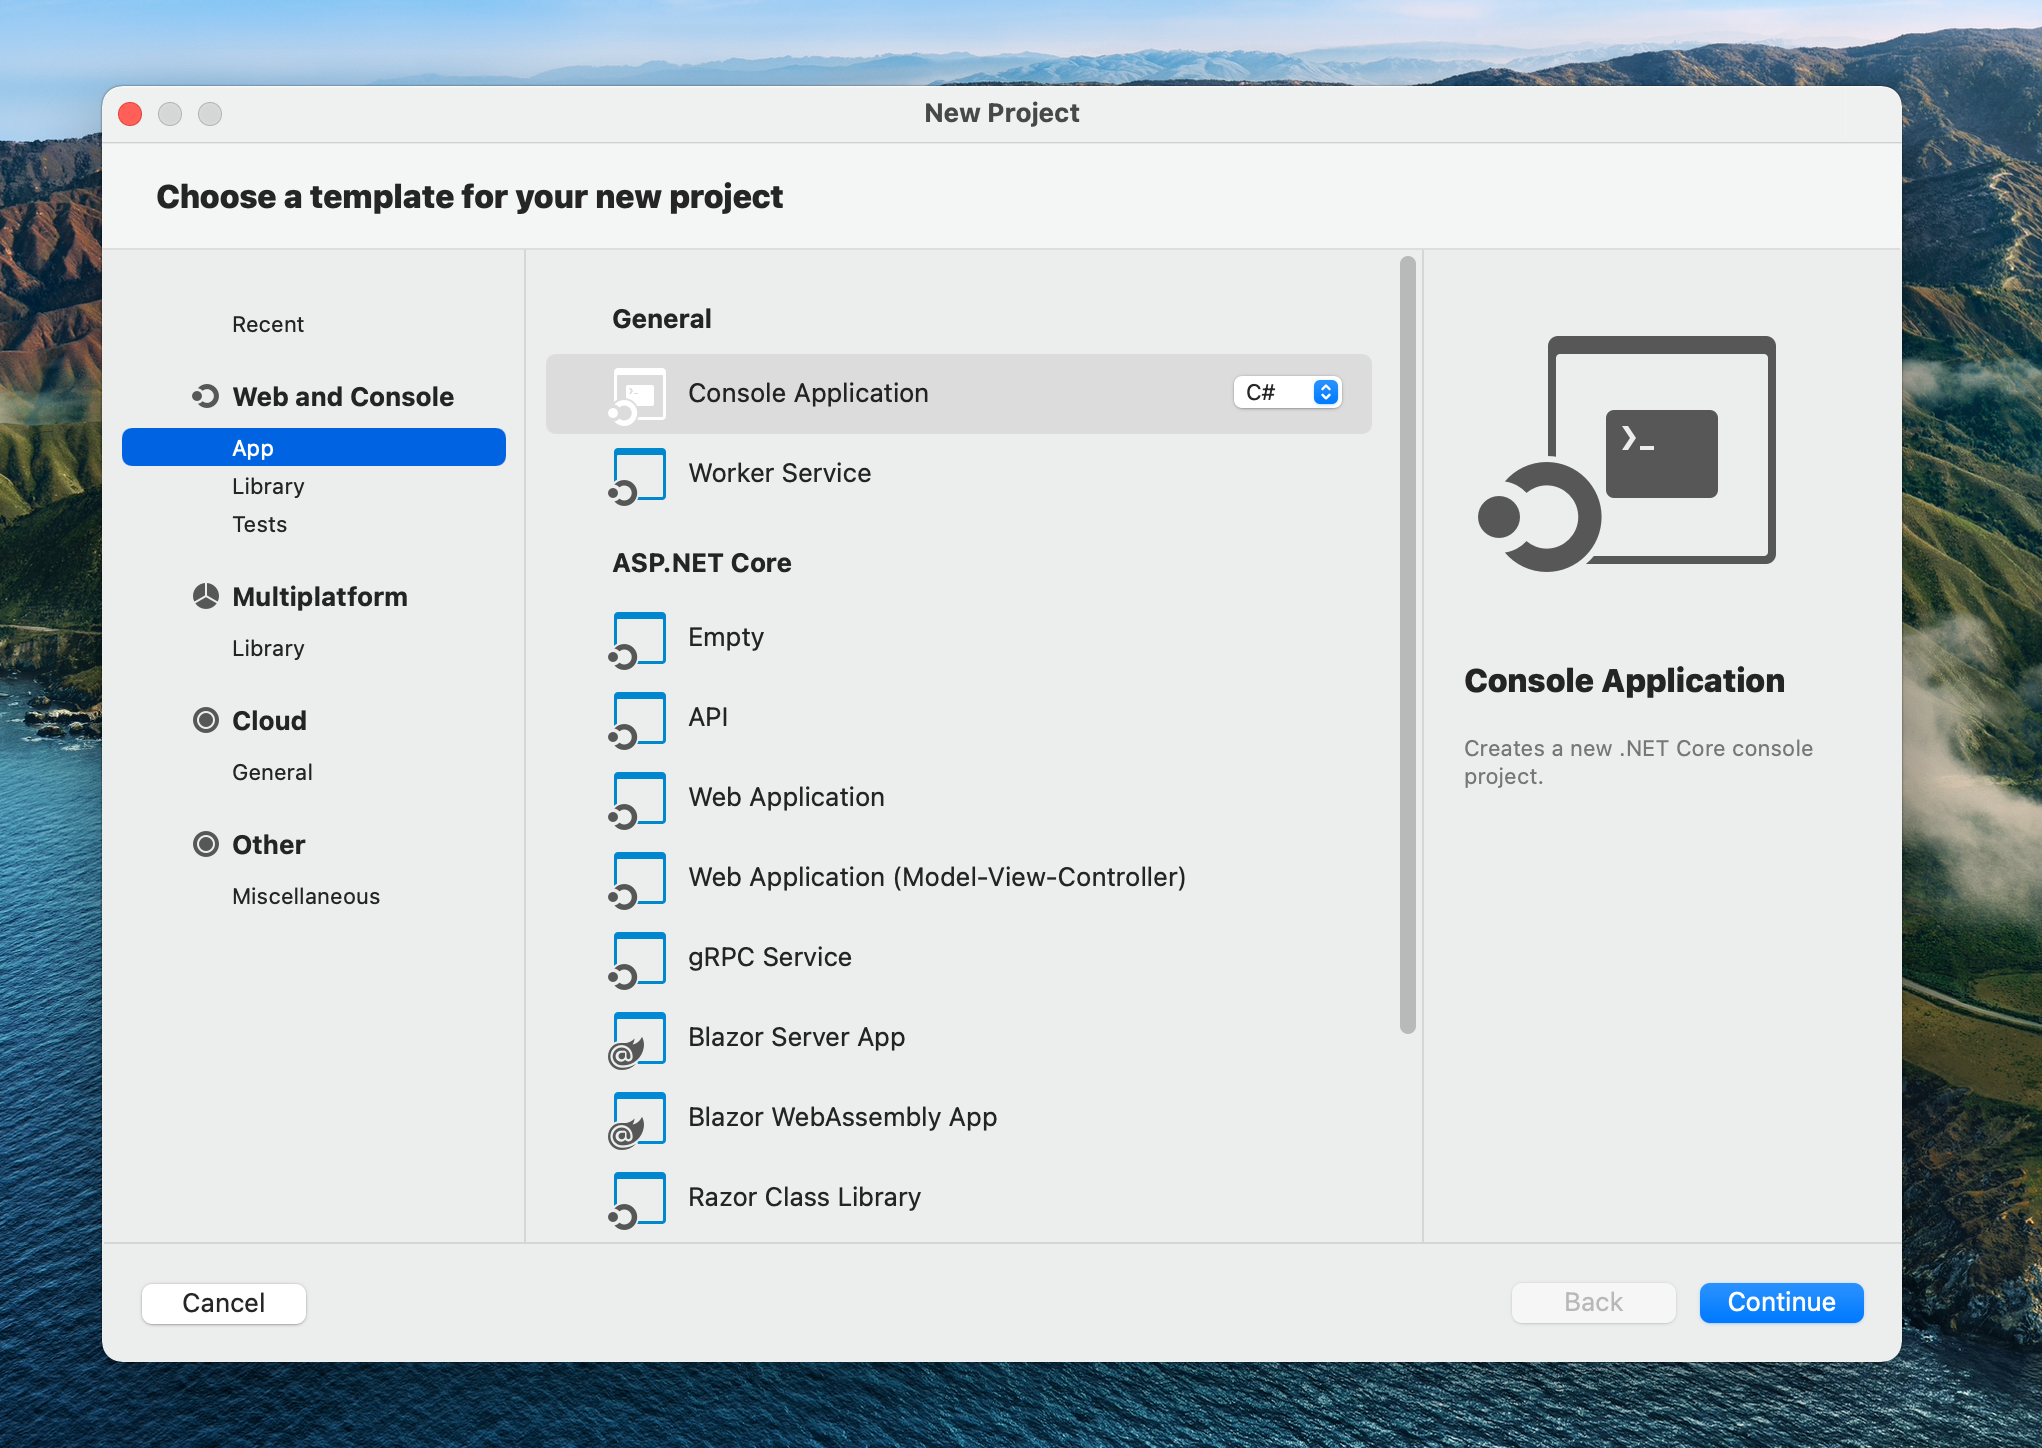 New Project
Choose a template for your new project
Recent
Web and Console
App
Library
Tests
Multiplatform
Library
Cloud
General
Other
Miscellaneous
General
Console Application
C#
Worker Service
ASP.NET Core
Empty
API
Web Application
Web Application (Model-View-Controller)
gRPC Service
Blazor Server App
Blazor WebAssembly App
Razor Class Library
Console Application
Creates a new .NET Core console
project.
Cancel
Back
Continue